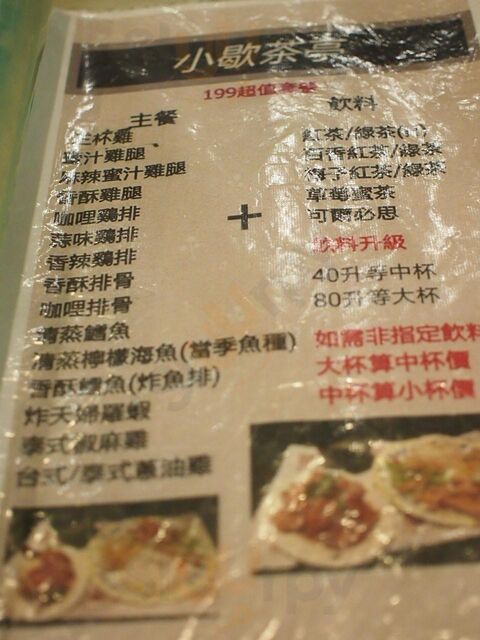 小歇茶亭
199超值套餐
主餐
三杯雞
蜜汁雞腿
麻辣蜜汁雞腿
香酥雞腿
咖哩鷄排
蒜味鷄排
香辣鷄排
香酥排骨
咖哩排骨
清蒸鱈魚
清蒸檸檬海魚(當季魚種)
香酥鱈魚(炸魚排)
炸天婦羅蝦
泰式椒麻雞
台式/泰式蔥油雞
+
飲料
紅茶/綠茶(m)
百香紅茶/綠茶
梅子紅茶/綠茶
草莓蜜茶
可爾必思
飲料升級
40升等中杯
80升等大杯
如需非指定飲料
大杯算中杯價
中杯算小杯價